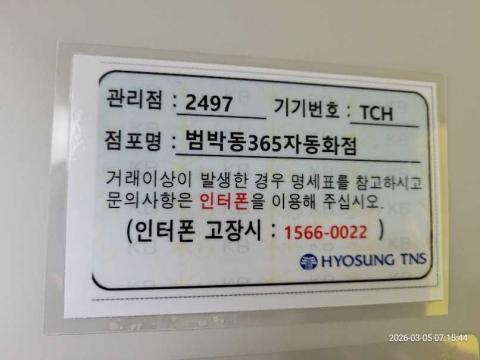 관리점 : 2497 기기번호 : TCH
점포명 : 범박동365자동화점
거래이상이 발생한 경우 명세표를 참고하시고
문의사항은 인터폰을 이용해 주십시오.
(인터폰 고장시 : 1566-0022 )
HYOSUNG TNS
2026-03-05 07:15:44